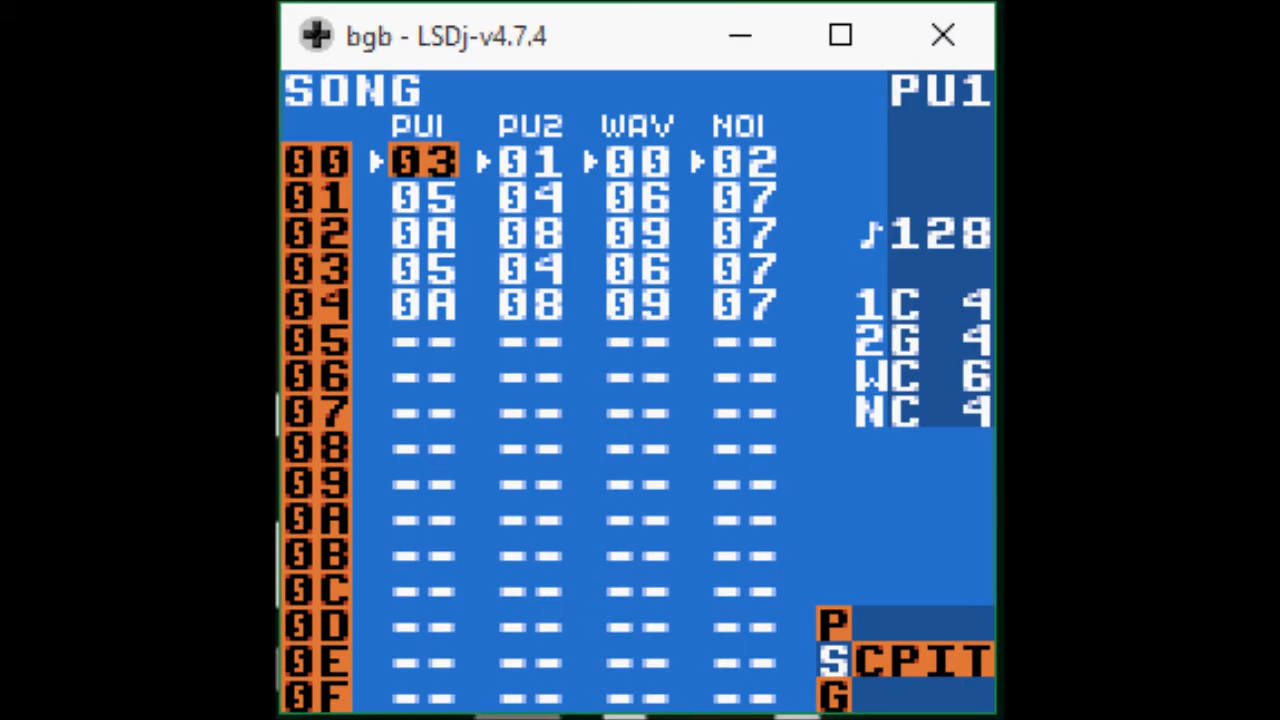 bgb - LSDj-v4.7.4
SONG PU1
PU1 PU2 WAV NOI
00 03 01 00 02
01 05 04 06 07
02 0A 08 09 07 ♪128
03 05 04 06 07
04 0A 08 09 07 1C 4
05 -- -- -- -- 2G 4
06 -- -- -- -- WC 6
07 -- -- -- -- NC 4
08 -- -- -- --
09 -- -- -- --
0A -- -- -- --
0B -- -- -- --
0C -- -- -- --
0D -- -- -- -- P
0E -- -- -- -- SCPIT
0F -- -- -- -- G